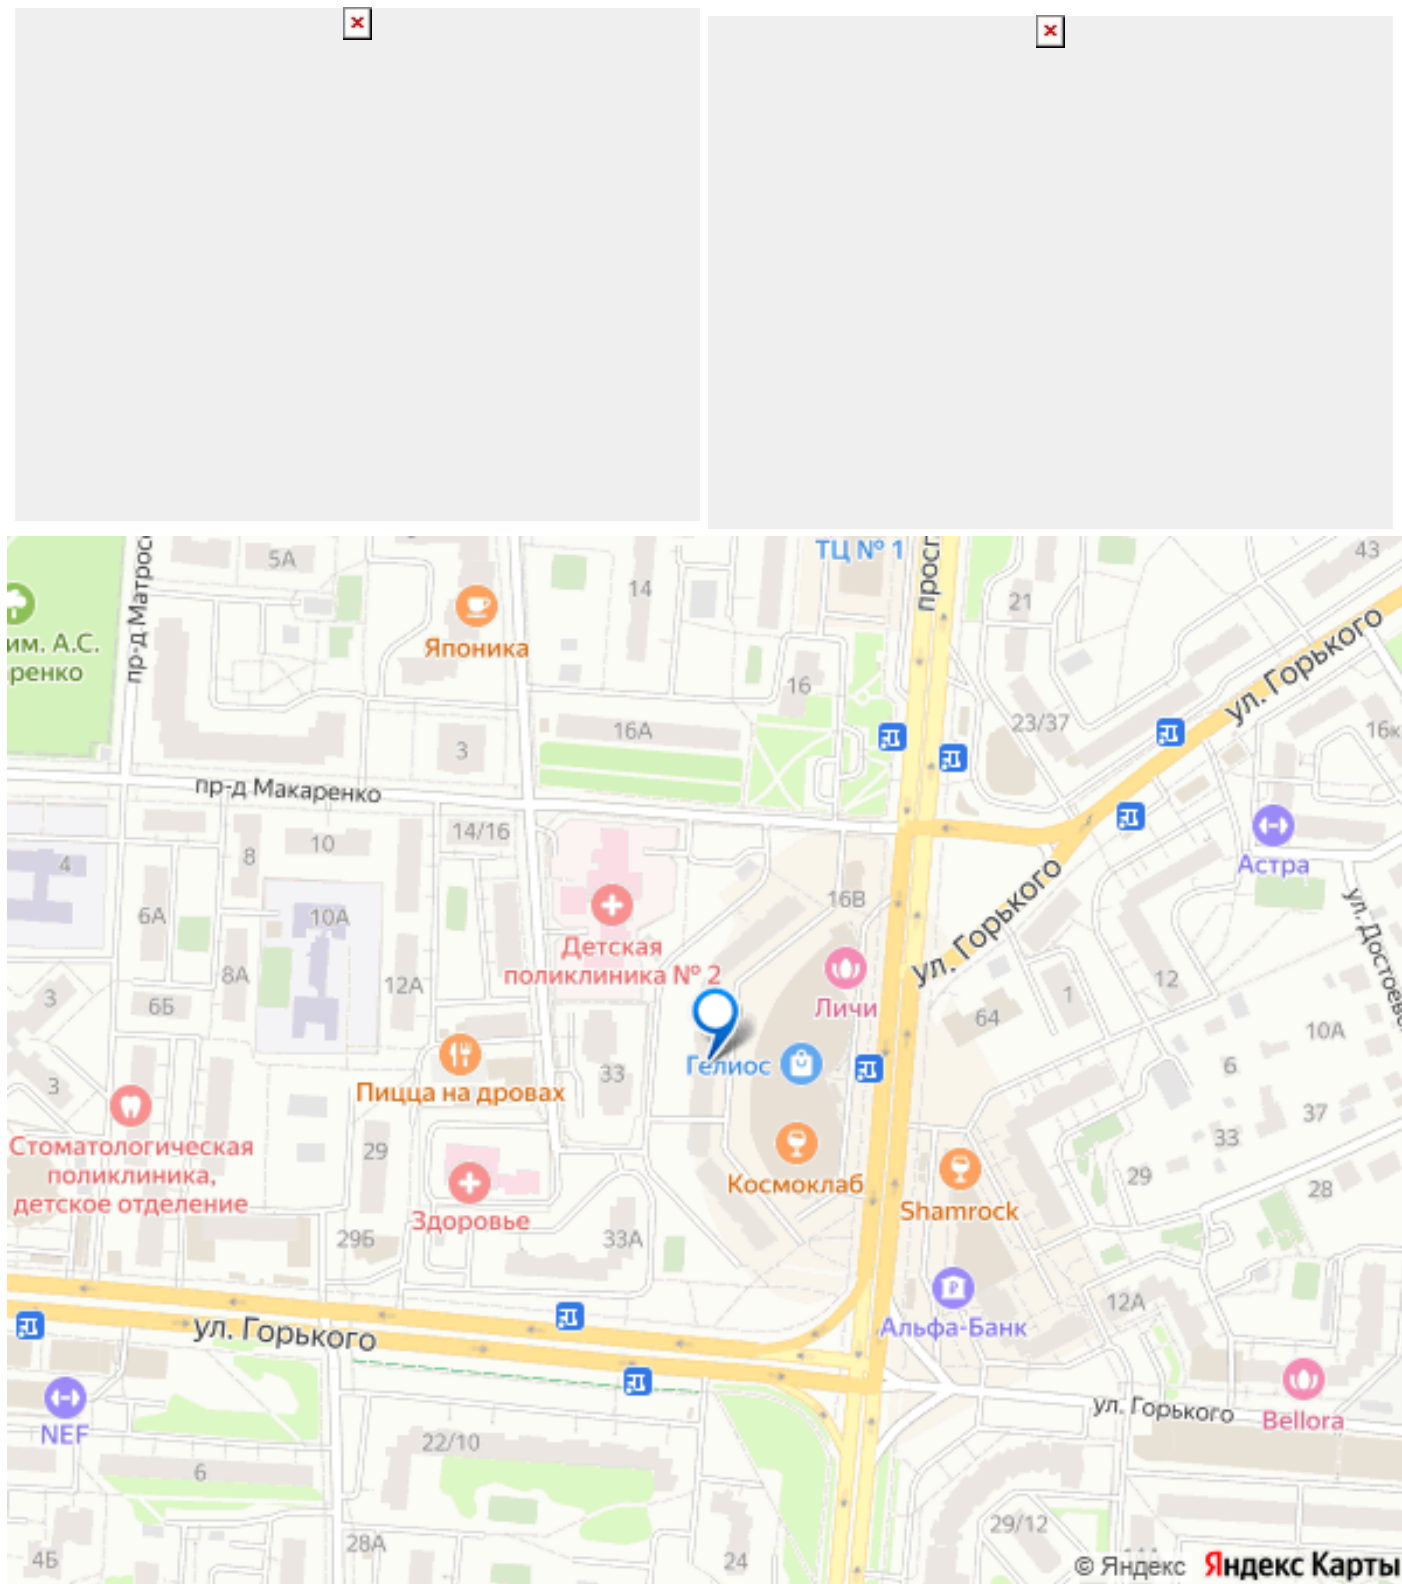 ТЦ № 1
просп
5А
14
43
21
пр-д Матрос
им. А.С.
ренко
Японика
16
ул. Горького
3
16А
23/37
16к
пр-д Макаренко
14/16
10
8
4
Астра
6А
10А
16В
ул. Горького
ул. Достоевс
Детская
поликлиника № 2
8А
12А
3
6Б
Личи
1
12
64
10А
Гелиос
33
6
3
Пицца на дровах
37
Стоматологическая
поликлиника,
детское отделение
29
33
29
28
Космоклаб
Shamrock
Здоровье
29Б
33А
12А
ул. Горького
Альфа-Банк
ул. Горького
Bellora
NEF
22/10
6
29/12
4Б
28А
24
© Яндекс Яндекс Карты